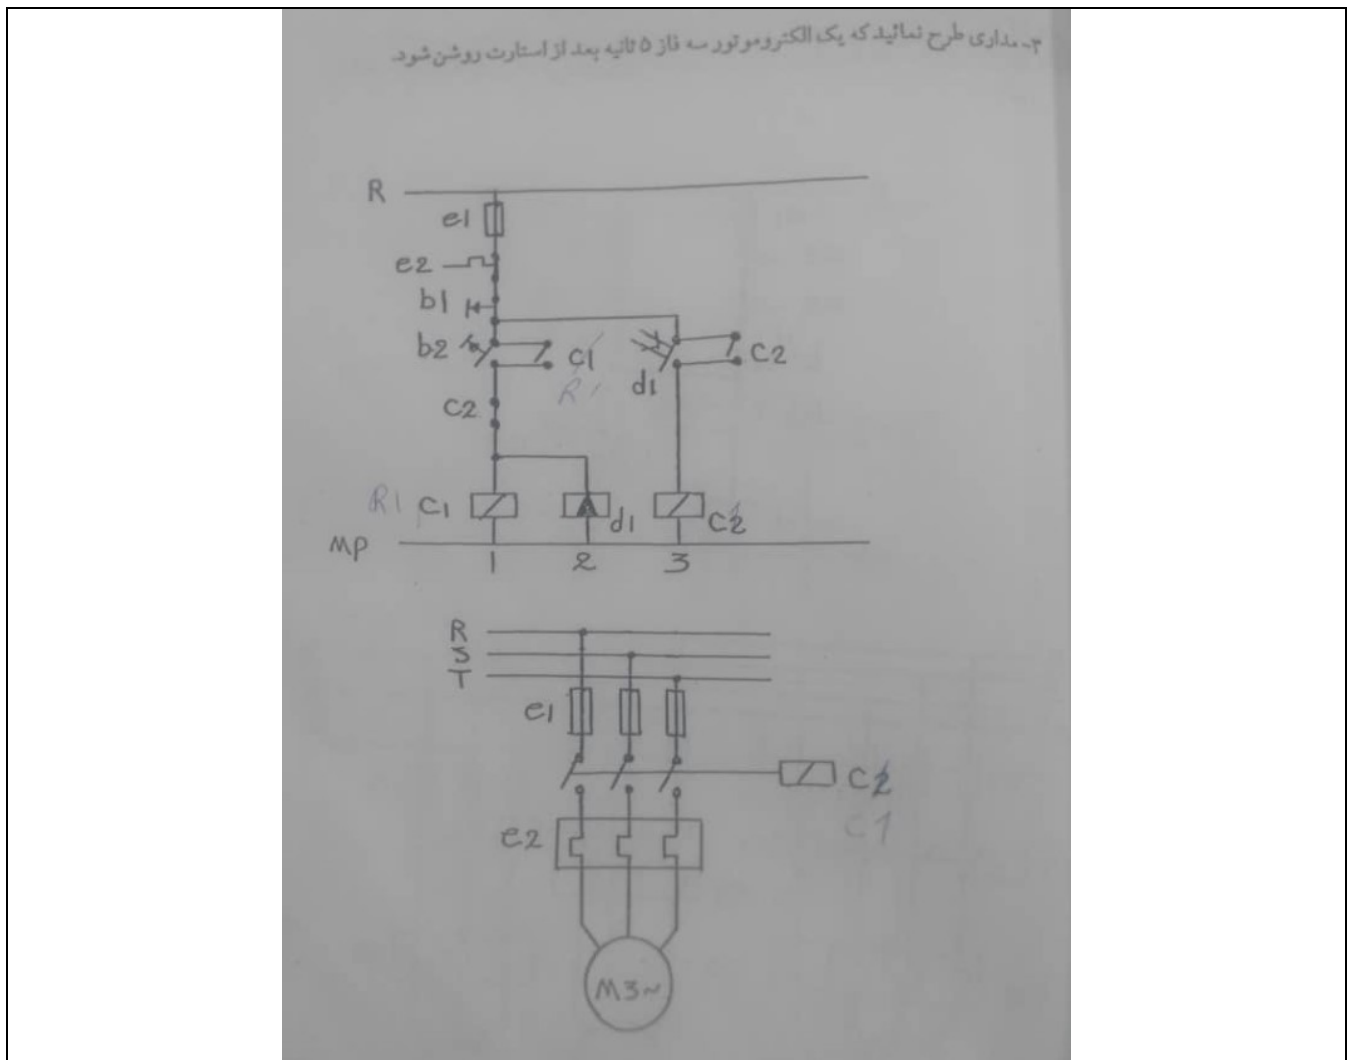 ۳- مداری طرح نمائید که یک الکتروموتور سه فاز ۵ ثانیه بعد از استارت روشن شود.
R
e1
e2
b1
b2 c1 d1 c2
R1
c2
R1 c1 d1 c2
MP
1 2 3
R
S
T
e1
c2
c1
e2
M3~